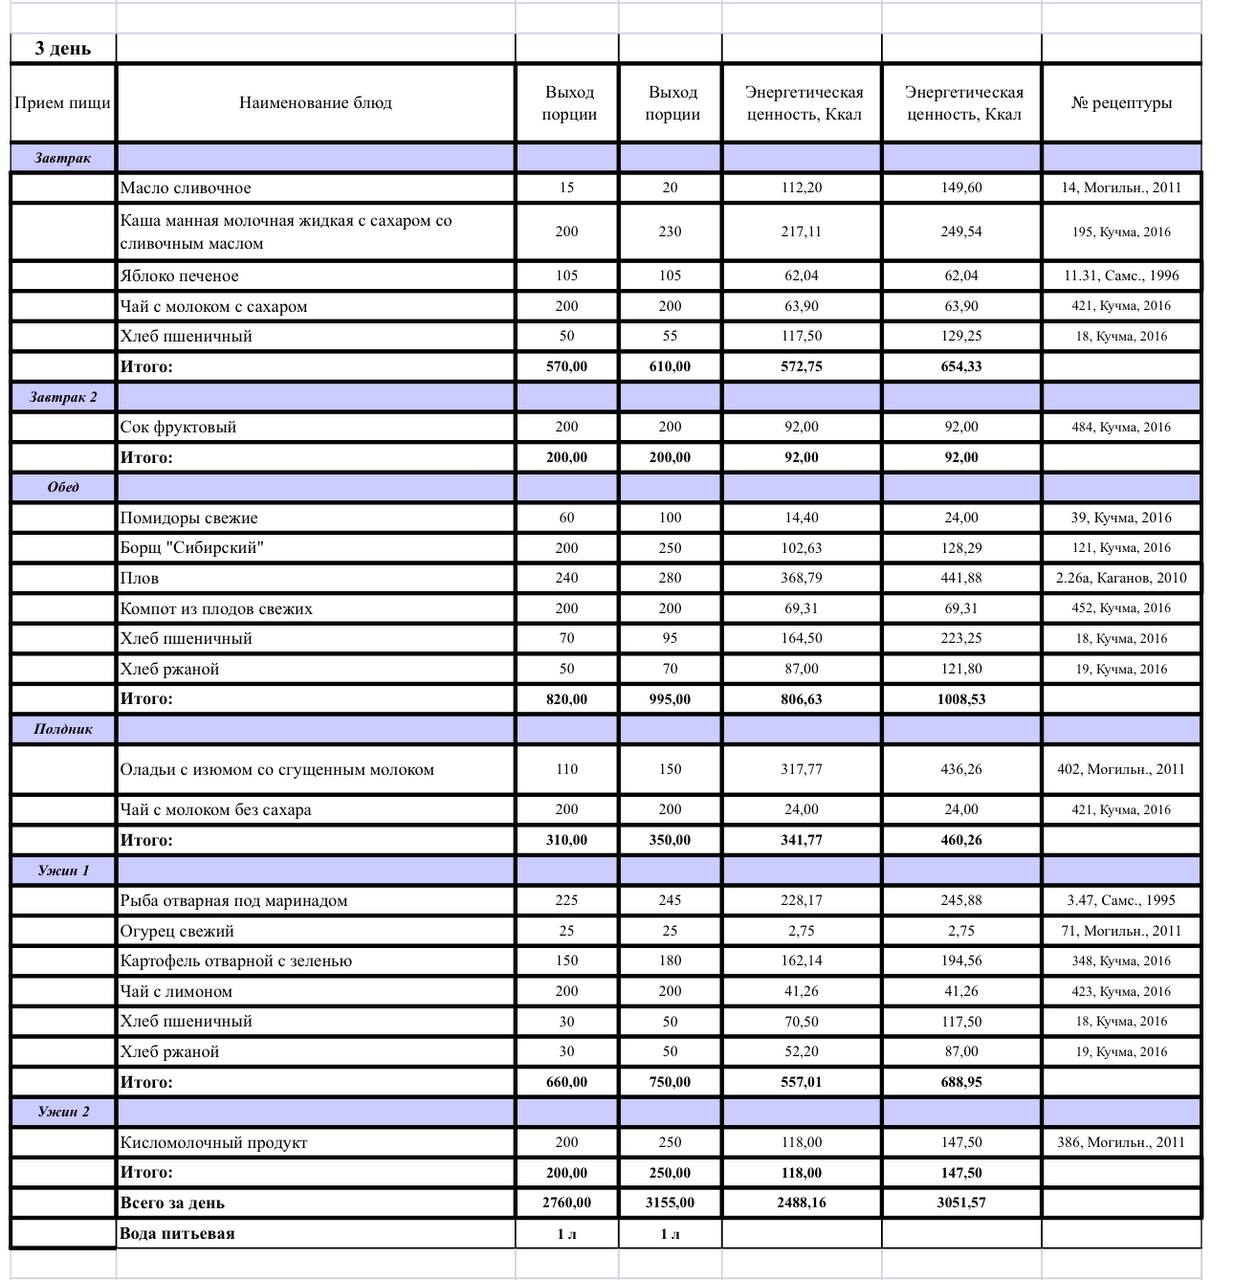 3 день
Прием пищи Наименование блюд Выход порции Выход порции Энергетическая ценность, Ккал Энергетическая ценность, Ккал № рецептуры
Завтрак
Масло сливочное 15 20 112,20 149,60 14, Могильн., 2011
Каша манная молочная жидкая с сахаром со
сливочным маслом 200 230 217,11 249,54 195, Кучма, 2016
Яблоко печеное 105 105 62,04 62,04 11.31, Самс., 1996
Чай с молоком с сахаром 200 200 63,90 63,90 421, Кучма, 2016
Хлеб пшеничный 50 55 117,50 129,25 18, Кучма, 2016
Итого: 570,00 610,00 572,75 654,33
Завтрак 2
Сок фруктовый 200 200 92,00 92,00 484, Кучма, 2016
Итого: 200,00 200,00 92,00 92,00
Обед
Помидоры свежие 60 100 14,40 24,00 39, Кучма, 2016
Борщ "Сибирский" 200 250 102,63 128,29 121, Кучма, 2016
Плов 240 280 368,79 441,88 2.26а, Каганов, 2010
Компот из плодов свежих 200 200 69,31 69,31 452, Кучма, 2016
Хлеб пшеничный 70 95 164,50 223,25 18, Кучма, 2016
Хлеб ржаной 50 70 87,00 121,80 19, Кучма, 2016
Итого: 820,00 995,00 806,63 1008,53
Полдник
Оладьи с изюмом со сгущенным молоком 110 150 317,77 436,26 402, Могильн., 2011
Чай с молоком без сахара 200 200 24,00 24,00 421, Кучма, 2016
Итого: 310,00 350,00 341,77 460,26
Ужин 1
Рыба отварная под маринадом 225 245 228,17 245,88 3.47, Самс., 1995
Огурец свежий 25 25 2,75 2,75 71, Могильн., 2011
Картофель отварной с зеленью 150 180 162,14 194,56 348, Кучма, 2016
Чай с лимоном 200 200 41,26 41,26 423, Кучма, 2016
Хлеб пшеничный 30 50 70,50 117,50 18, Кучма, 2016
Хлеб ржаной 30 50 52,20 87,00 19, Кучма, 2016
Итого: 660,00 750,00 557,01 688,95
Ужин 2
Кисломолочный продукт 200 250 118,00 147,50 386, Могильн., 2011
Итого: 200,00 250,00 118,00 147,50
Всего за день 2760,00 3155,00 2488,16 3051,57
Вода питьевая 1 л 1 л